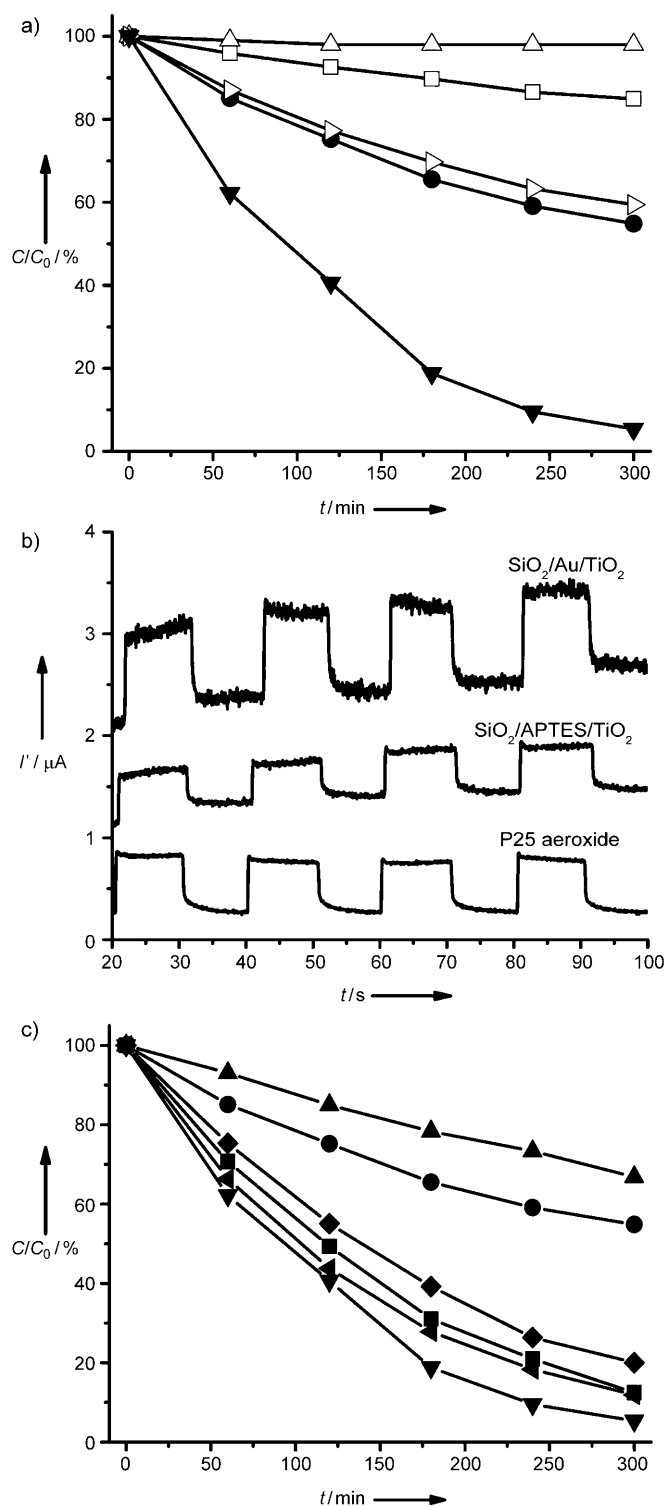 a)
100
80
60
C/C₀ / %
40
20
0
0 50 100 150 200 250 300
t / min
b)
4
SiO₂/Au/TiO₂
3
SiO₂/APTES/TiO₂
2
I' / μA
P25 aeroxide
1
0
20 30 40 50 60 70 80 90 100
t / s
c)
100
80
60
C/C₀ / %
40
20
0
0 50 100 150 200 250 300
t / min